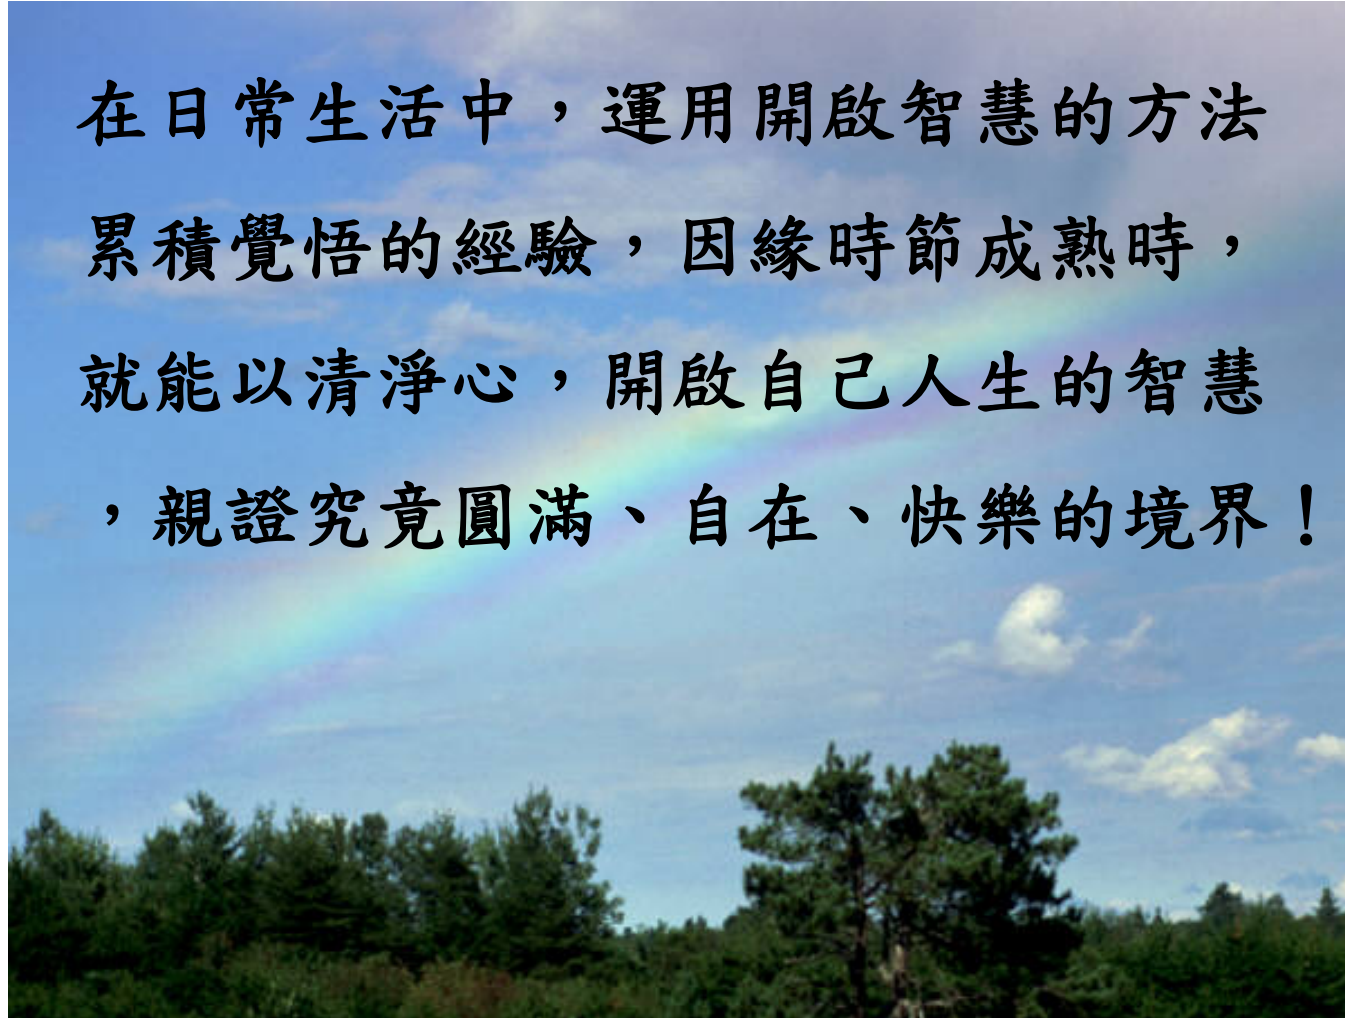 在日常生活中，運用開啟智慧的方法
累積覺悟的經驗，因緣時節成熟時，
就能以清淨心，開啟自己人生的智慧
，親證究竟圓滿、自在、快樂的境界！